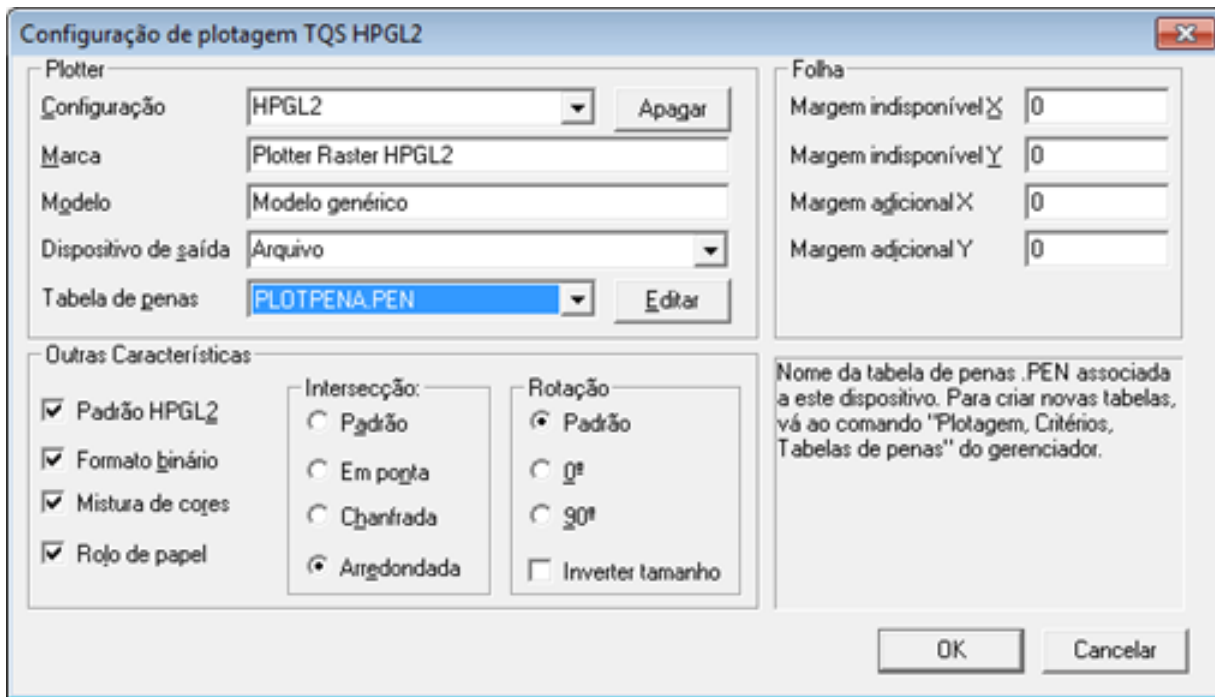 Configuração de plotagem TQS HPGL2
Plotter
Configuração HPGL2 Apagar
Marca Plotter Raster HPGL2
Modelo Modelo genérico
Dispositivo de saída Arquivo
Tabela de penas PLOTPENA.PEN Editar
Folha
Margem indisponível X 0
Margem indisponível Y 0
Margem adicional X 0
Margem adicional Y 0
Outras Características
Padrão HPGL2
Formato binário
Mistura de cores
Rolo de papel
Intersecção:
Padrão
Em ponta
Chanfrada
Arredondada
Rotação
Padrão
0º
90º
Inverter tamanho
Nome da tabela de penas .PEN associada
a este dispositivo. Para criar novas tabelas,
vá ao comando "Plotagem, Critérios,
Tabelas de penas" do gerenciador.
OK Cancelar